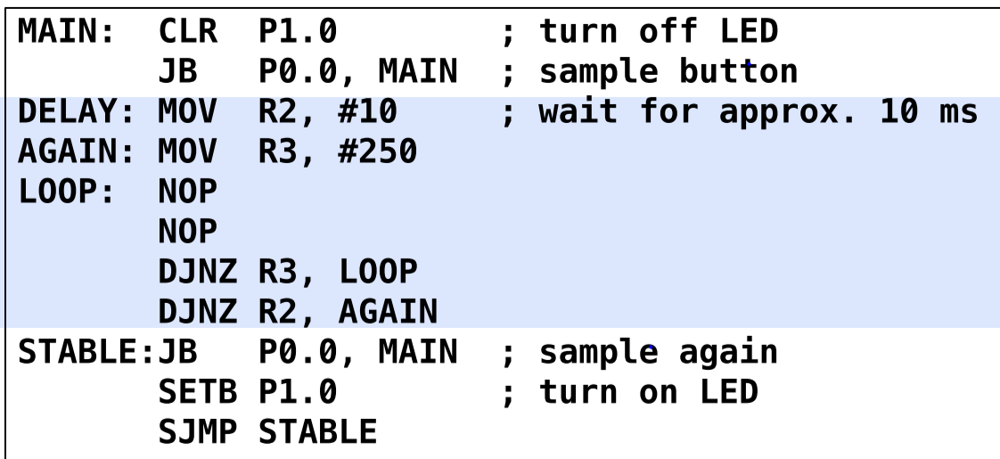 MAIN:  CLR  P1.0        ; turn off LED
       JB   P0.0, MAIN  ; sample button
DELAY: MOV  R2, #10     ; wait for approx. 10 ms
AGAIN: MOV  R3, #250
LOOP:  NOP
       NOP
       DJNZ R3, LOOP
       DJNZ R2, AGAIN
STABLE:JB   P0.0, MAIN  ; sample again
       SETB P1.0        ; turn on LED
       SJMP STABLE